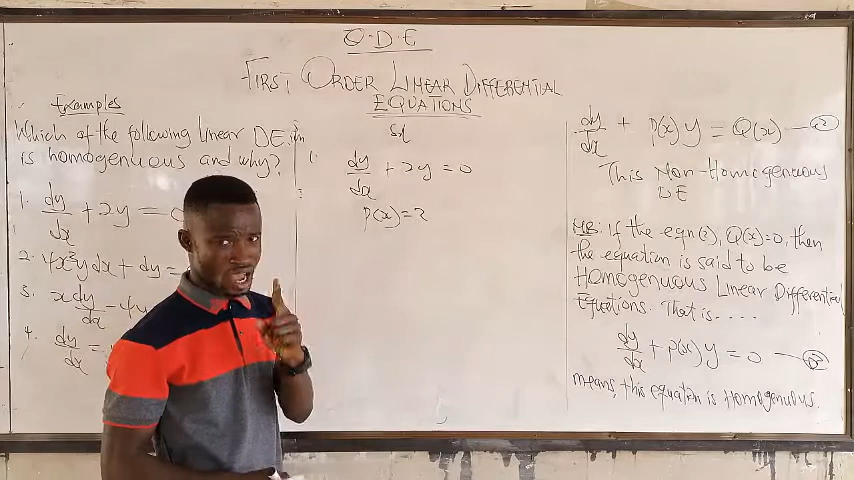 O.D.E
FIRST ORDER LINEAR DIFFERENTIAL
EQUATIONS
Examples
Which of the following linear DE
is homogenuous and why?
1. dy/dx + 2y = 0
2. 4x²y dx + dy =
3. x dy/dx - 4y
4. dy/dx =
1.
dy/dx + 2y = 0
P(x) = 2
dy/dx + P(x) y = Q(x) — ②
This Non-Homogenuous
DE
NB: if the eqn(2), Q(x)=0, then
the equation is said to be
Homogenuous Linear Differential
Equations. That is.....
dy/dx + P(x) y = 0 —
means, this equation is Homogenuous.